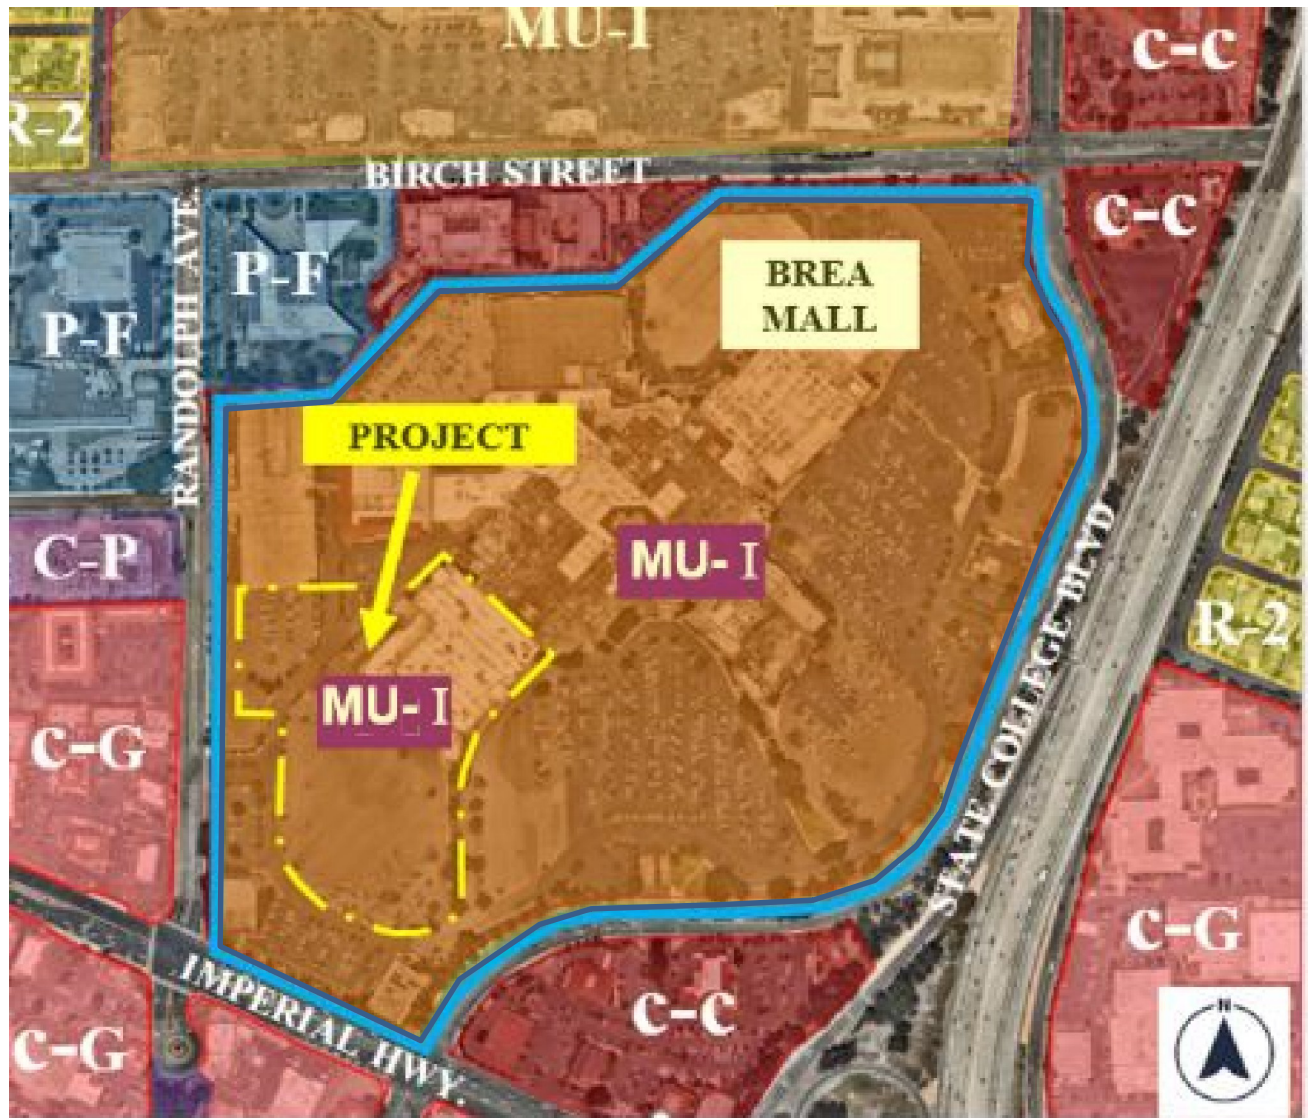 MU-I
C-C
R-2
BIRCH STREET
C-C
P-F
P-F
RANDOLPH AVE.
BREA
MALL
PROJECT
C-P
MU- I
MU- I
STATE COLLEGE BLVD
R-2
C-G
C-G
IMPERIAL HWY.
C-C
C-G
N